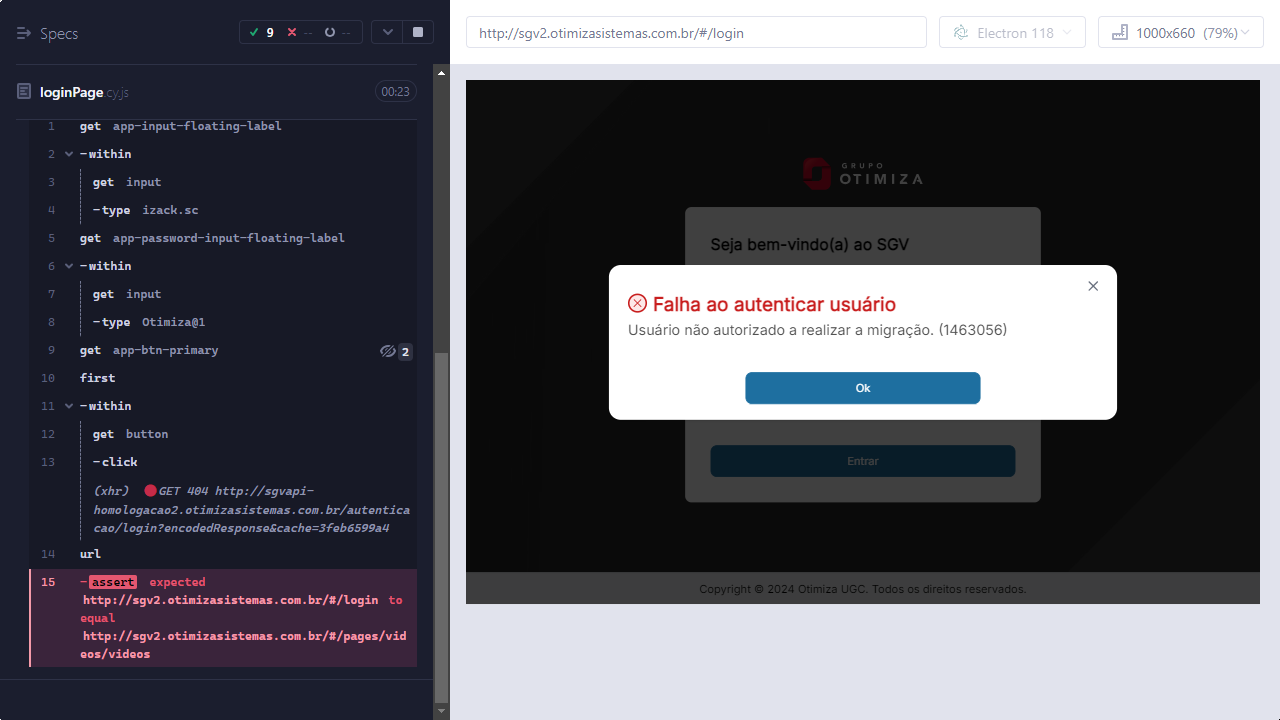 Specs
9
--
--
loginPage.cy.js
00:23
1 get app-input-floating-label
2 -within
3 get input
4 -type izack.sc
5 get app-password-input-floating-label
6 -within
7 get input
8 -type Otimiza@1
9 get app-btn-primary 2
10 first
11 -within
12 get button
13 -click
(xhr) GET 404 http://sgvapi-
homologacao2.otimizasistemas.com.br/autentica
cao/login?encodedResponse&cache=3feb6599a4
14 url
15 -assert expected
http://sgv2.otimizasistemas.com.br/#/login to
equal
http://sgv2.otimizasistemas.com.br/#/pages/vid
eos/videos
http://sgv2.otimizasistemas.com.br/#/login
Electron 118
1000x660 (79%)
GRUPO
OTIMIZA
Seja bem-vindo(a) ao SGV
Falha ao autenticar usuário
Usuário não autorizado a realizar a migração. (1463056)
Ok
Entrar
Copyright © 2024 Otimiza UGC. Todos os direitos reservados.